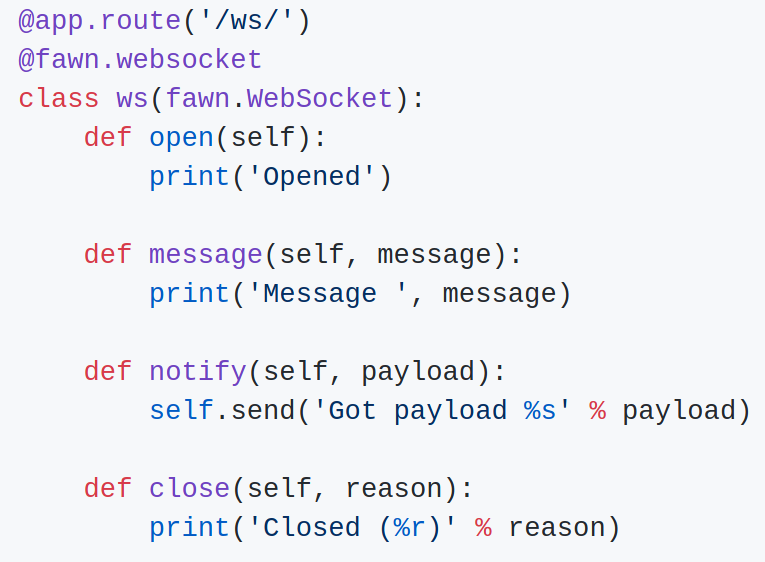 @app.route('/ws/')
@fawn.websocket
class ws(fawn.WebSocket):
    def open(self):
        print('Opened')

    def message(self, message):
        print('Message ', message)

    def notify(self, payload):
        self.send('Got payload %s' % payload)

    def close(self, reason):
        print('Closed (%r)' % reason)